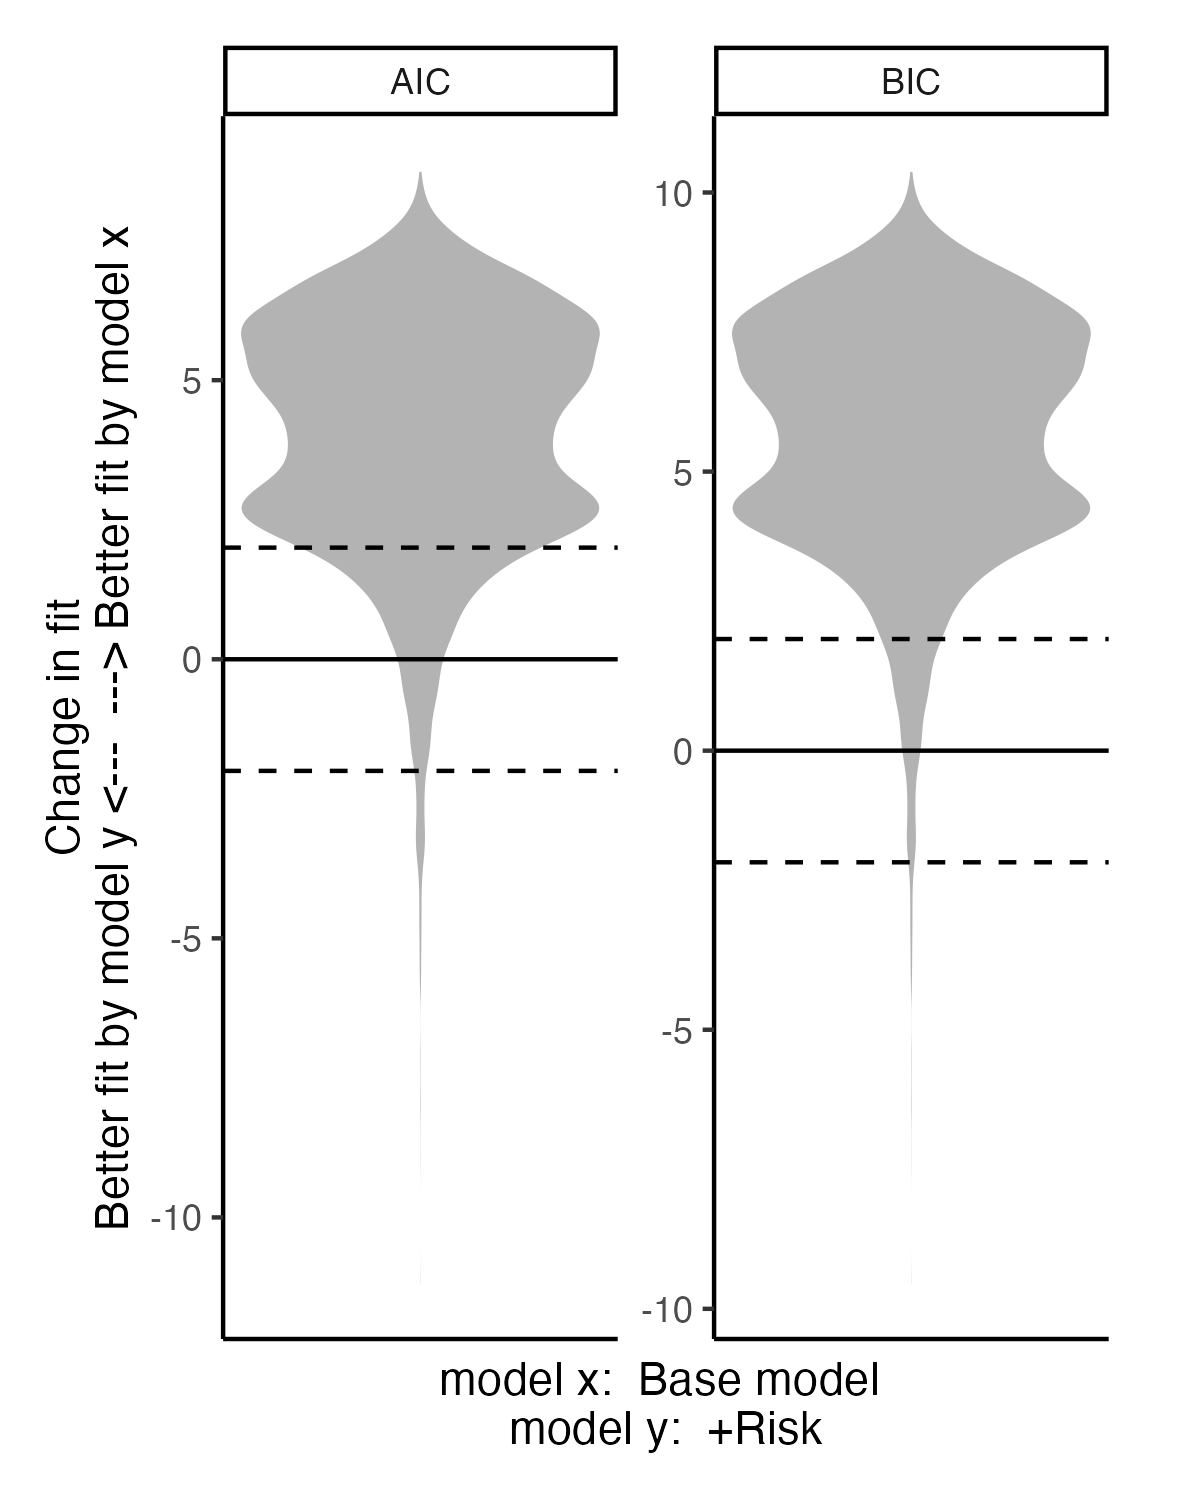 AIC
BIC
Change in fit
Better fit by model y <--- ---> Better fit by model x
5
0
-5
-10
10
5
0
-5
-10
model x:  Base model
model y:  +Risk